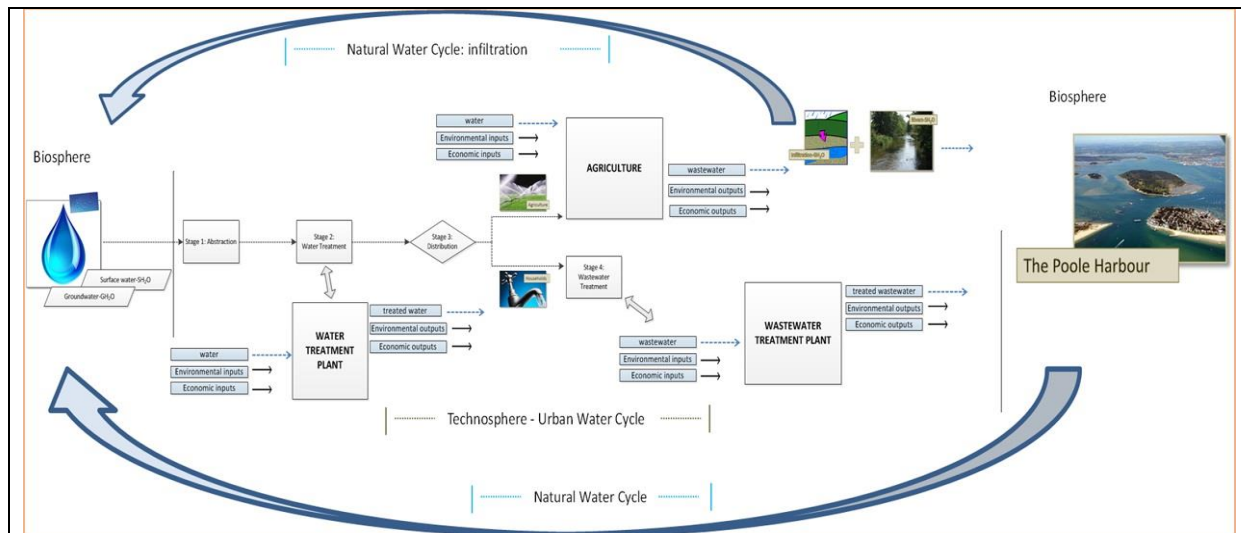 Natural Water Cycle: infiltration
Biosphere
Surface water-SH₂O
Groundwater-GH₂O
Stage 1: Abstraction
Stage 2:
Water Treatment
Stage 3:
Distribution
water
Environmental inputs
Economic inputs
AGRICULTURE
wastewater
Environmental outputs
Economic outputs
Agriculture
Households
Stage 4:
Wastewater
Treatment
Infiltration-GH₂O
Rivers-SH₂O
Biosphere
The Poole Harbour
water
Environmental inputs
Economic inputs
WATER
TREATMENT
PLANT
treated water
Environmental outputs
Economic outputs
wastewater
Environmental inputs
Economic inputs
WASTEWATER
TREATMENT PLANT
treated wastewater
Environmental outputs
Economic outputs
Technosphere - Urban Water Cycle
Natural Water Cycle